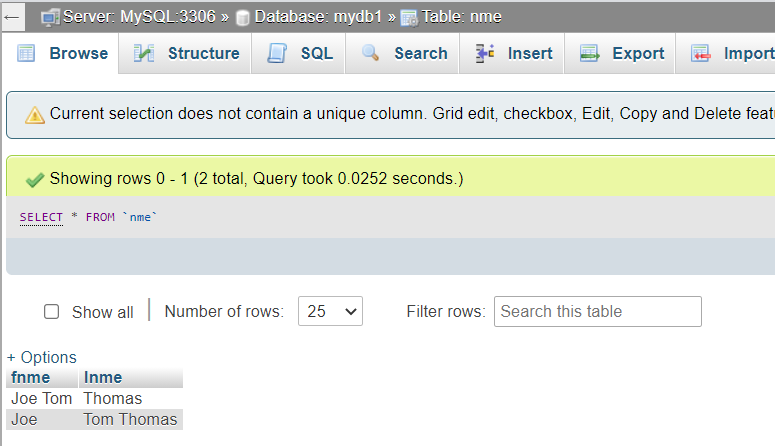 Server: MySQL:3306 » Database: mydb1 » Table: nme
Browse Structure SQL Search Insert Export Import
Current selection does not contain a unique column. Grid edit, checkbox, Edit, Copy and Delete feat
Showing rows 0 - 1 (2 total, Query took 0.0252 seconds.)
SELECT * FROM `nme`
Show all Number of rows: 25 Filter rows: Search this table
+ Options
fnme lnme
Joe Tom Thomas
Joe Tom Thomas